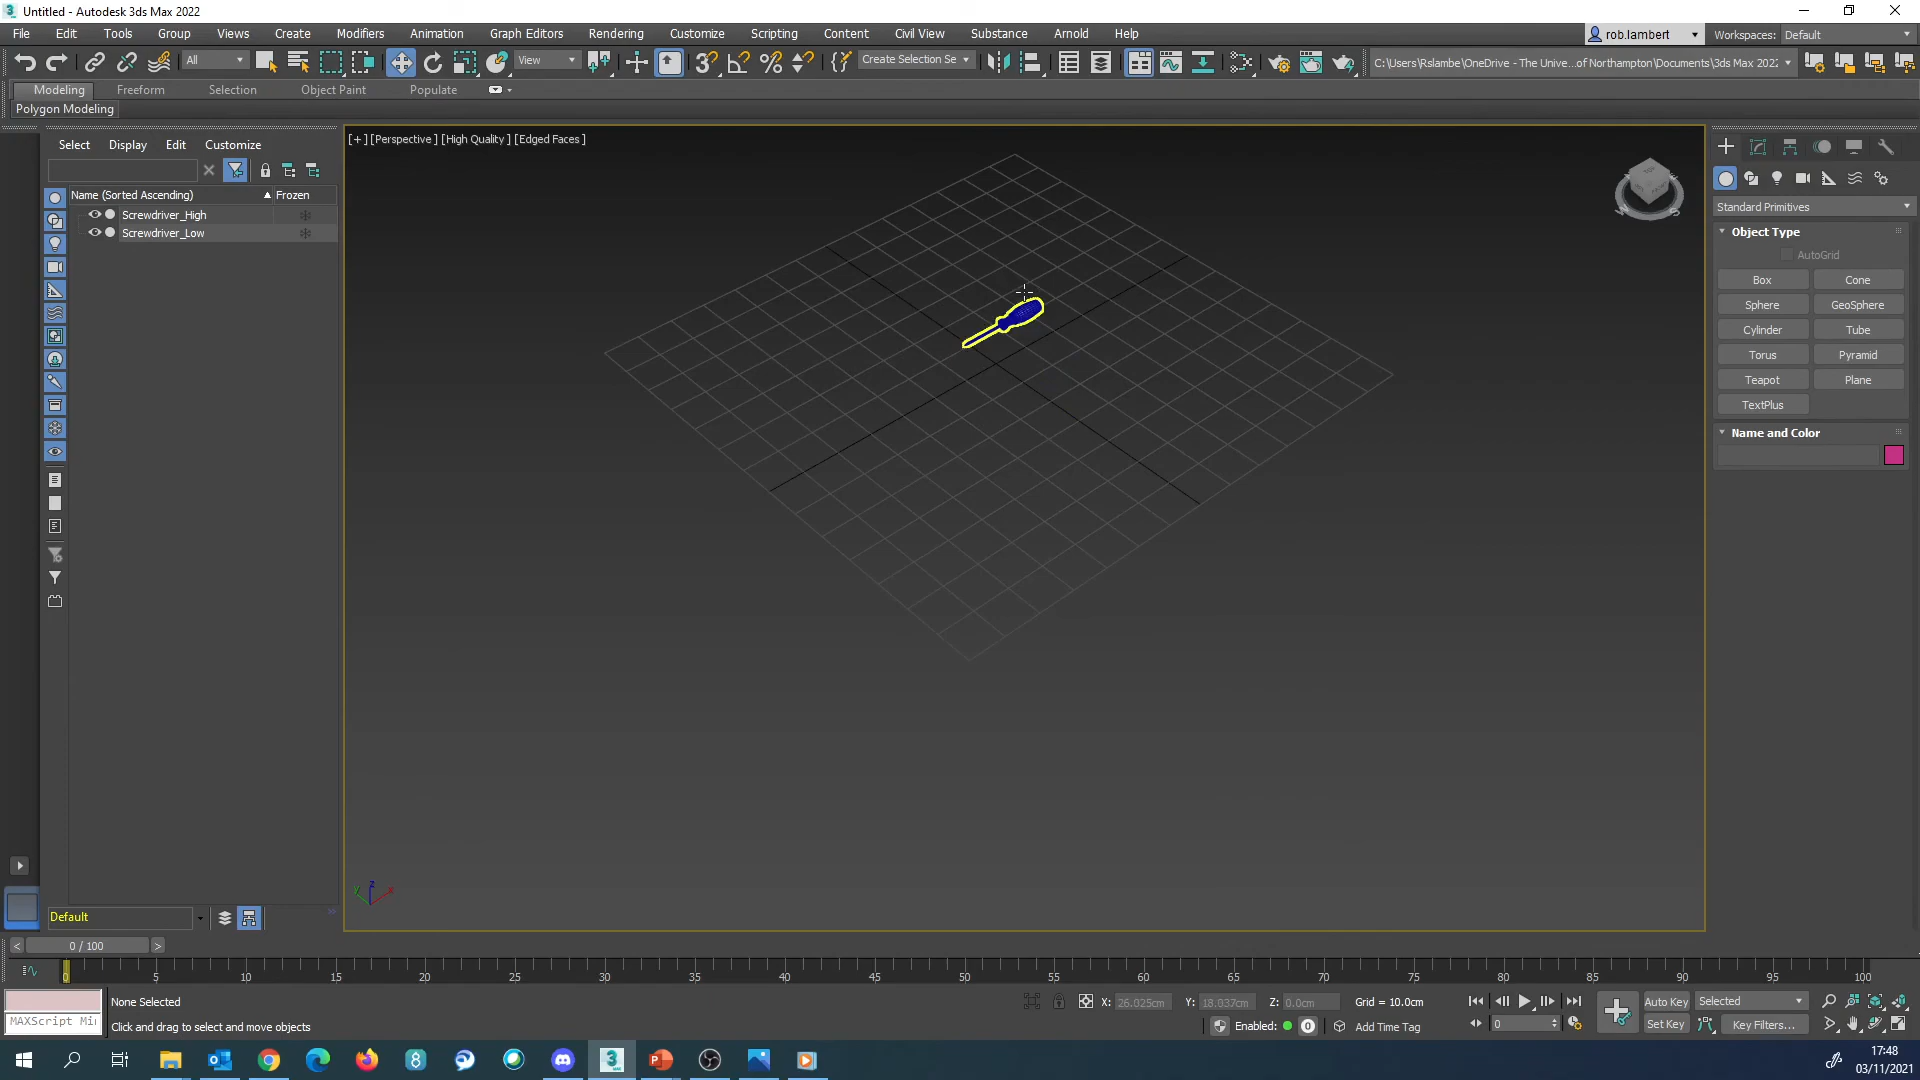 Untitled - Autodesk 3ds Max 2022
File Edit Tools Group Views Create Modifiers Animation Graph Editors Rendering Customize Scripting Content Civil View Substance Arnold Help
rob.lambert Workspaces: Default
All View Create Selection Se C:\Users\Rslambe\OneDrive - The Unive...of Northampton\Documents\3ds Max 2022
Modeling Freeform Selection Object Paint Populate
Polygon Modeling
Select Display Edit Customize
[+] [Perspective ] [High Quality ] [Edged Faces ]
Name (Sorted Ascending) Frozen
Screwdriver_High
Screwdriver_Low
Standard Primitives
Object Type
AutoGrid
Box Cone
Sphere GeoSphere
Cylinder Tube
Torus Pyramid
Teapot Plane
TextPlus
Name and Color
W S
z
y x
Default
< 0 / 100 >
0 5 10 15 20 25 30 35 40 45 50 55 60 65 70 75 80 85 90 95 100
None Selected
X: 26.025cm Y: 18.037cm Z: 0.0cm Grid = 10.0cm
Auto Key Selected
MAXScript Mi
Click and drag to select and move objects
Enabled: 0 Add Time Tag
0
Set Key Key Filters...
17:48
03/11/2021